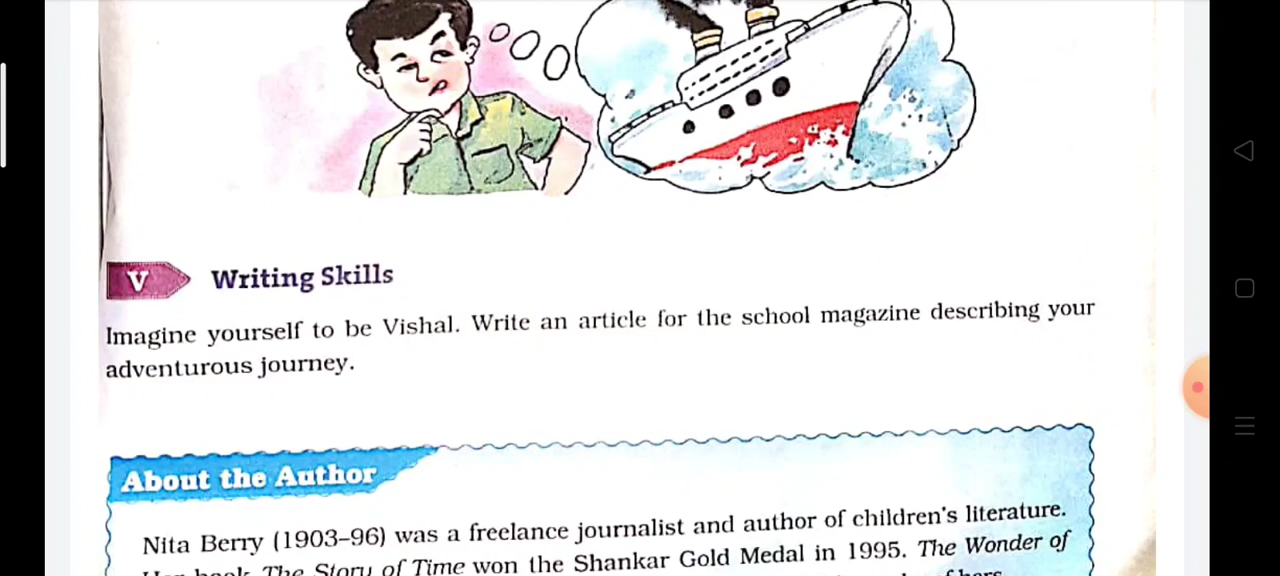 V Writing Skills
Imagine yourself to be Vishal. Write an article for the school magazine describing your
adventurous journey.
About the Author
Nita Berry (1903–96) was a freelance journalist and author of children's literature.
Her book The Story of Time won the Shankar Gold Medal in 1995. The Wonder of